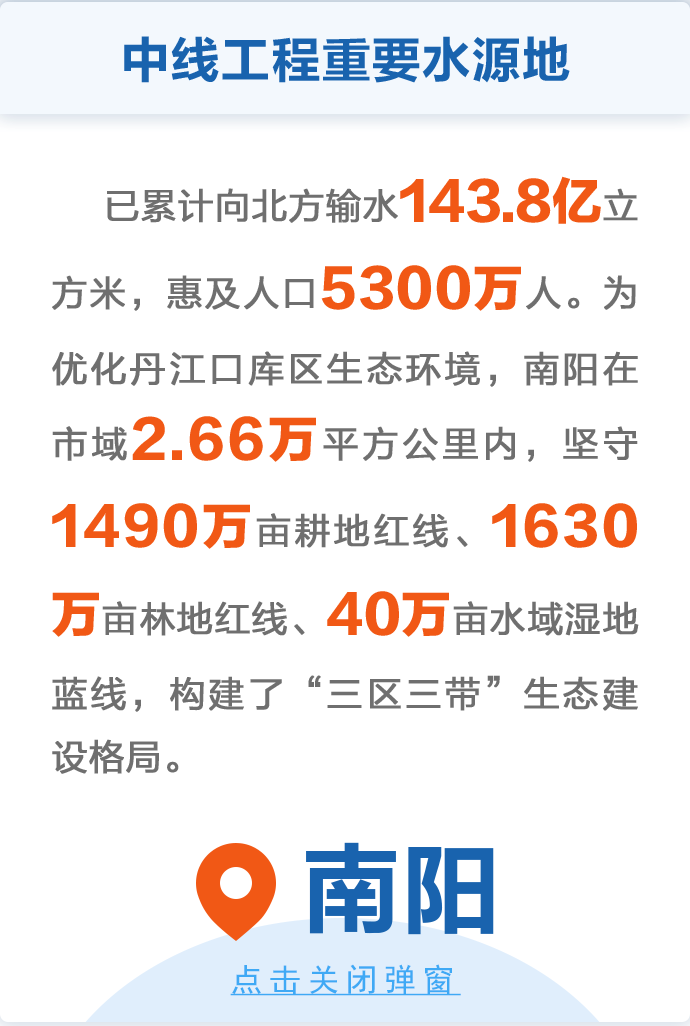 中线工程重要水源地
已累计向北方输水143.8亿立
方米，惠及人口5300万人。为
优化丹江口库区生态环境，南阳在
市域2.66万平方公里内，坚守
1490万亩耕地红线、1630
万亩林地红线、40万亩水域湿地
蓝线，构建了“三区三带”生态建
设格局。
南阳
点击关闭弹窗